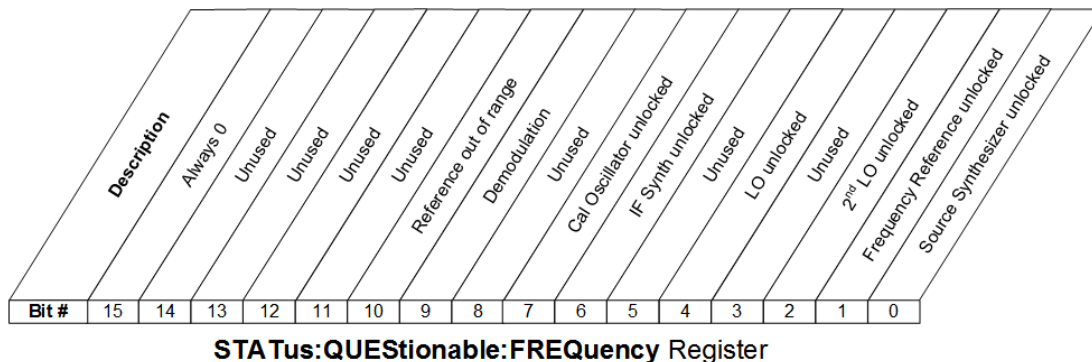 Description
Always 0
Unused
Unused
Unused
Unused
Reference out of range
Demodulation
Unused
Cal Oscillator unlocked
IF Synth unlocked
Unused
LO unlocked
Unused
2nd LO unlocked
Frequency Reference unlocked
Source Synthesizer unlocked
Bit # 15 14 13 12 11 10 9 8 7 6 5 4 3 2 1 0
STATus:QUEStionable:FREQuency Register